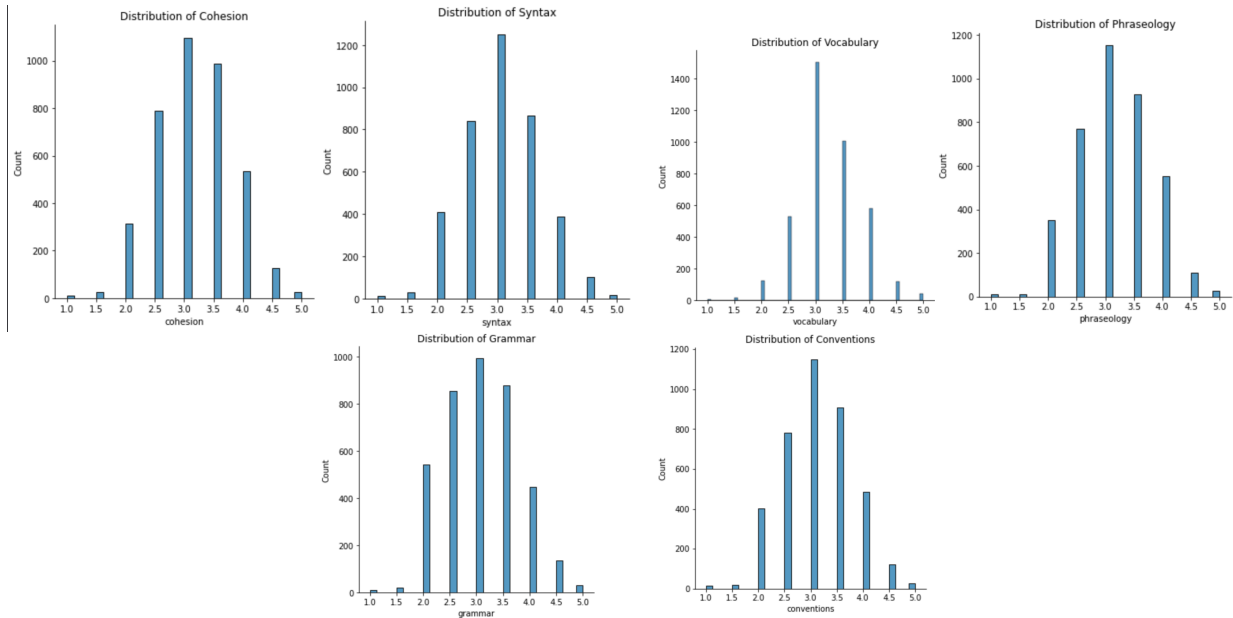 Distribution of Cohesion
Count
1000
800
600
400
200
0
1.0 1.5 2.0 2.5 3.0 3.5 4.0 4.5 5.0
cohesion
Distribution of Syntax
Count
1200
1000
800
600
400
200
0
1.0 1.5 2.0 2.5 3.0 3.5 4.0 4.5 5.0
syntax
Distribution of Vocabulary
Count
1400
1200
1000
800
600
400
200
0
1.0 1.5 2.0 2.5 3.0 3.5 4.0 4.5 5.0
vocabulary
Distribution of Phraseology
Count
1200
1000
800
600
400
200
0
1.0 1.5 2.0 2.5 3.0 3.5 4.0 4.5 5.0
phraseology
Distribution of Grammar
Count
1000
800
600
400
200
0
1.0 1.5 2.0 2.5 3.0 3.5 4.0 4.5 5.0
grammar
Distribution of Conventions
Count
1200
1000
800
600
400
200
0
1.0 1.5 2.0 2.5 3.0 3.5 4.0 4.5 5.0
conventions